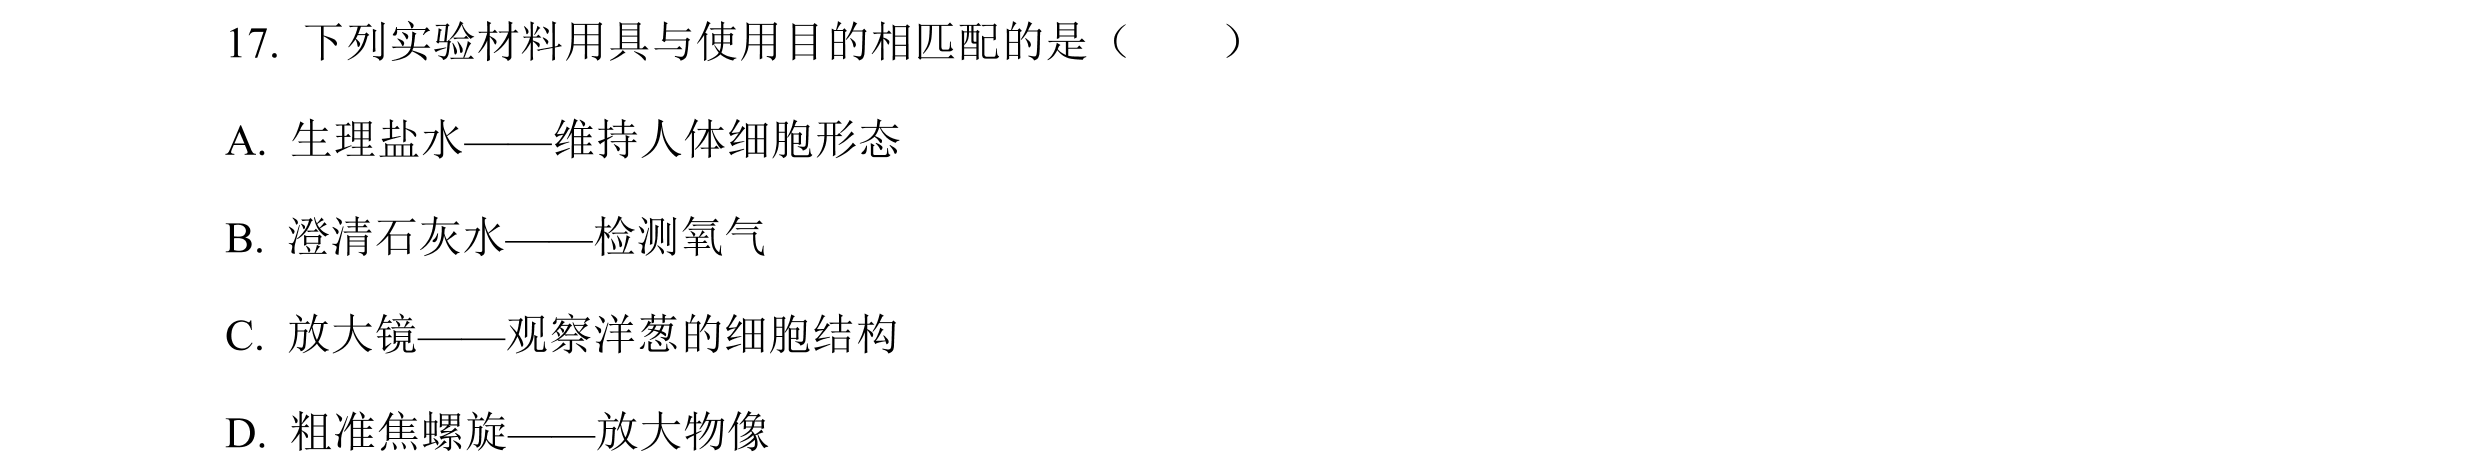 17. 下列实验材料用具与使用目的相匹配的是（　　）
A. 生理盐水——维持人体细胞形态
B. 澄清石灰水——检测氧气
C. 放大镜——观察洋葱的细胞结构
D. 粗准焦螺旋——放大物像